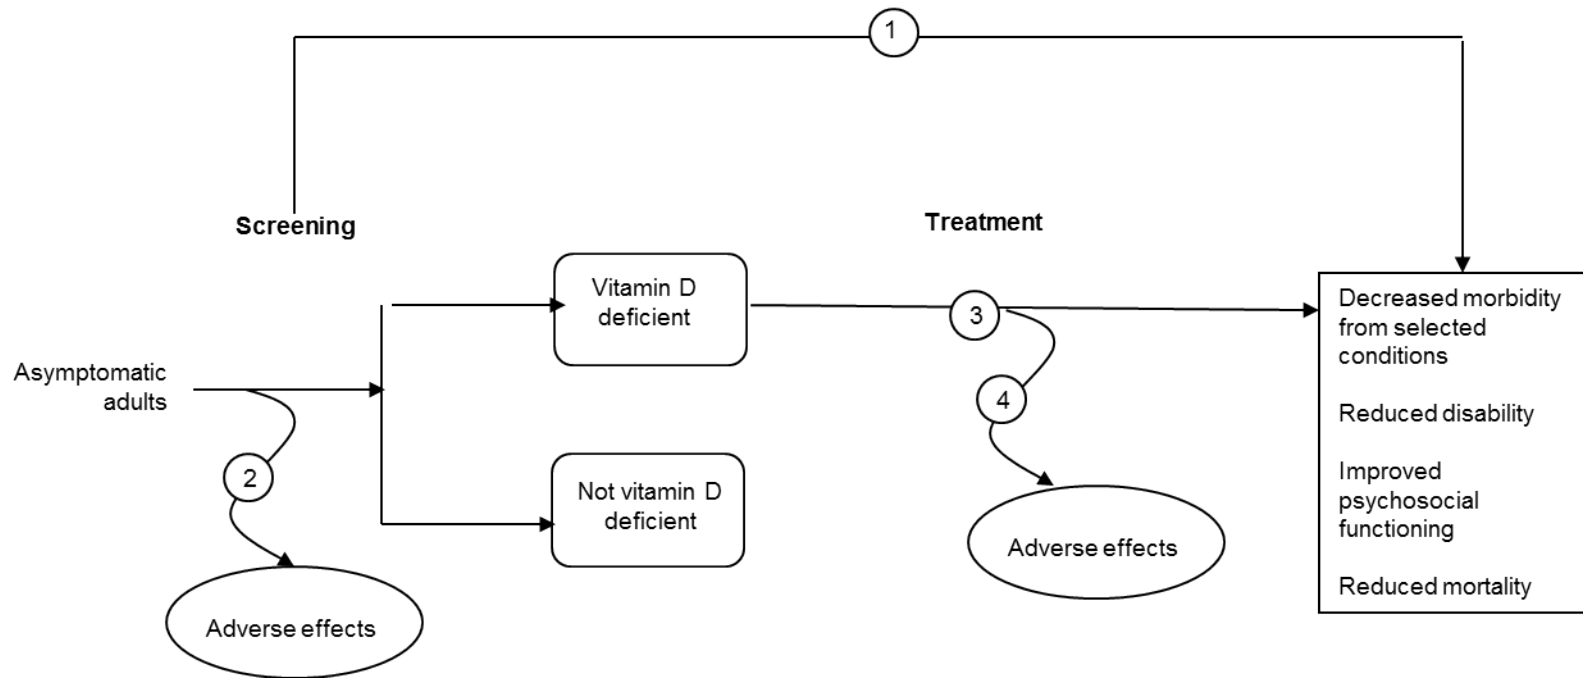 1
Screening
Treatment
Vitamin D
deficient
3
Decreased morbidity
from selected
conditions
Reduced disability
Improved
psychosocial
functioning
Reduced mortality
Asymptomatic
adults
4
2
Not vitamin D
deficient
Adverse effects
Adverse effects